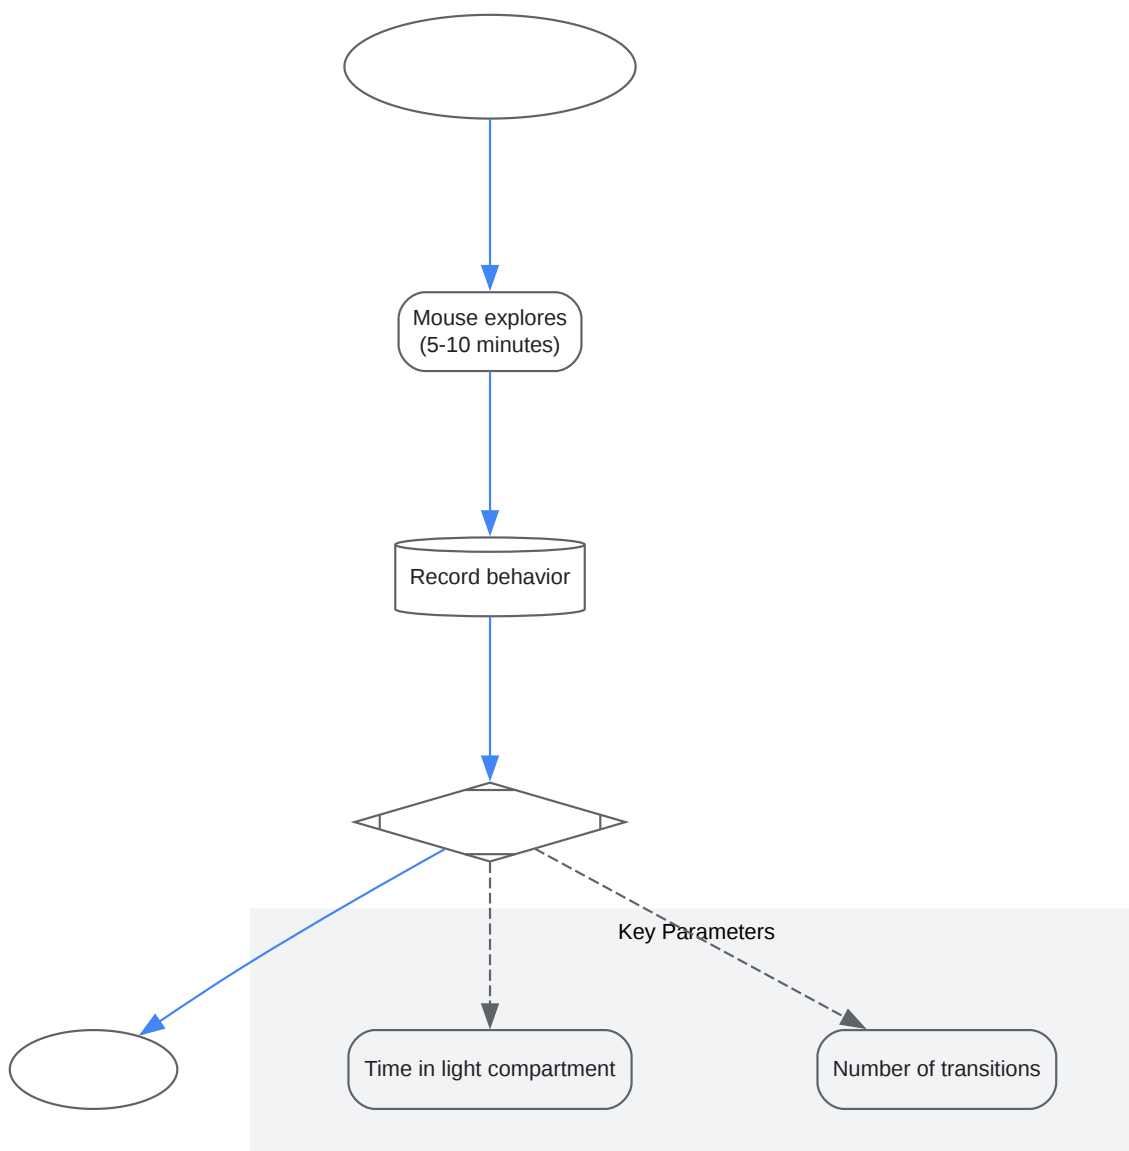 Mouse explores
(5-10 minutes)
Record behavior
Key Parameters
Time in light compartment
Number of transitions